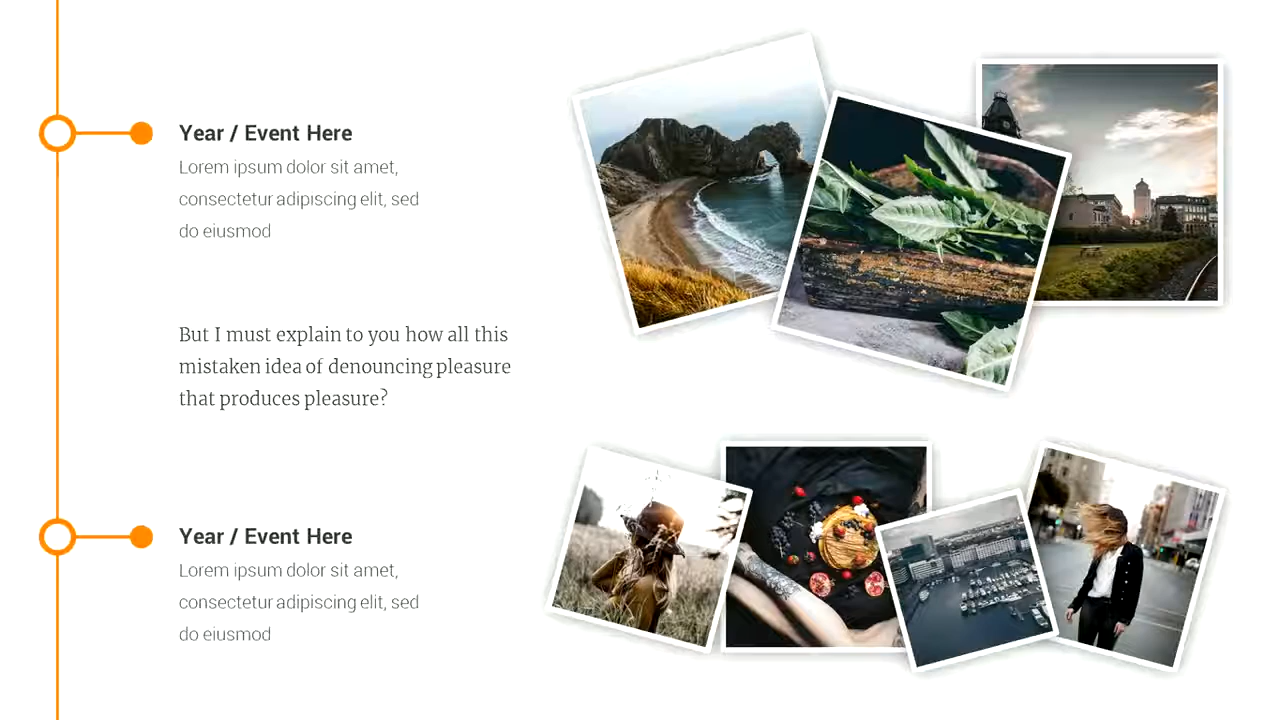 Year / Event Here
Lorem ipsum dolor sit amet,
consectetur adipiscing elit, sed
do eiusmod
But I must explain to you how all this
mistaken idea of denouncing pleasure
that produces pleasure?
Year / Event Here
Lorem ipsum dolor sit amet,
consectetur adipiscing elit, sed
do eiusmod